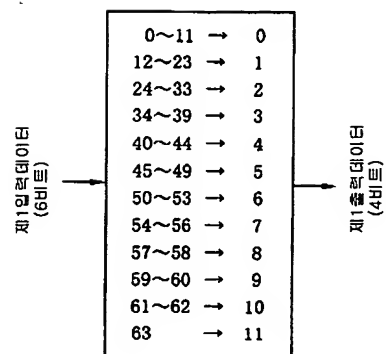 제1입력데이터
(6비트)
0~11 → 0
12~23 → 1
24~33 → 2
34~39 → 3
40~44 → 4
45~49 → 5
50~53 → 6
54~56 → 7
57~58 → 8
59~60 → 9
61~62 → 10
63 → 11
제1출력데이터
(4비트)